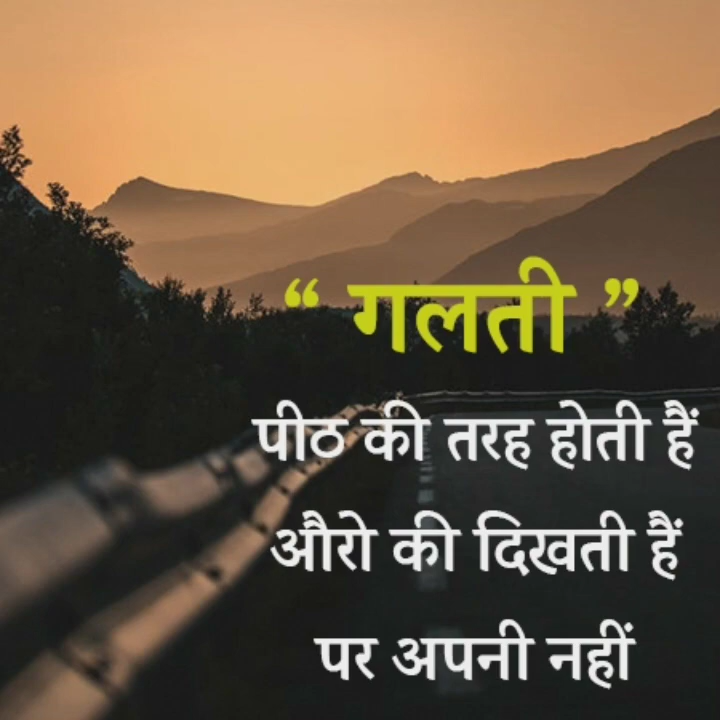 “ गलती ”
पीठ की तरह होती हैं
औरो की दिखती हैं
पर अपनी नहीं